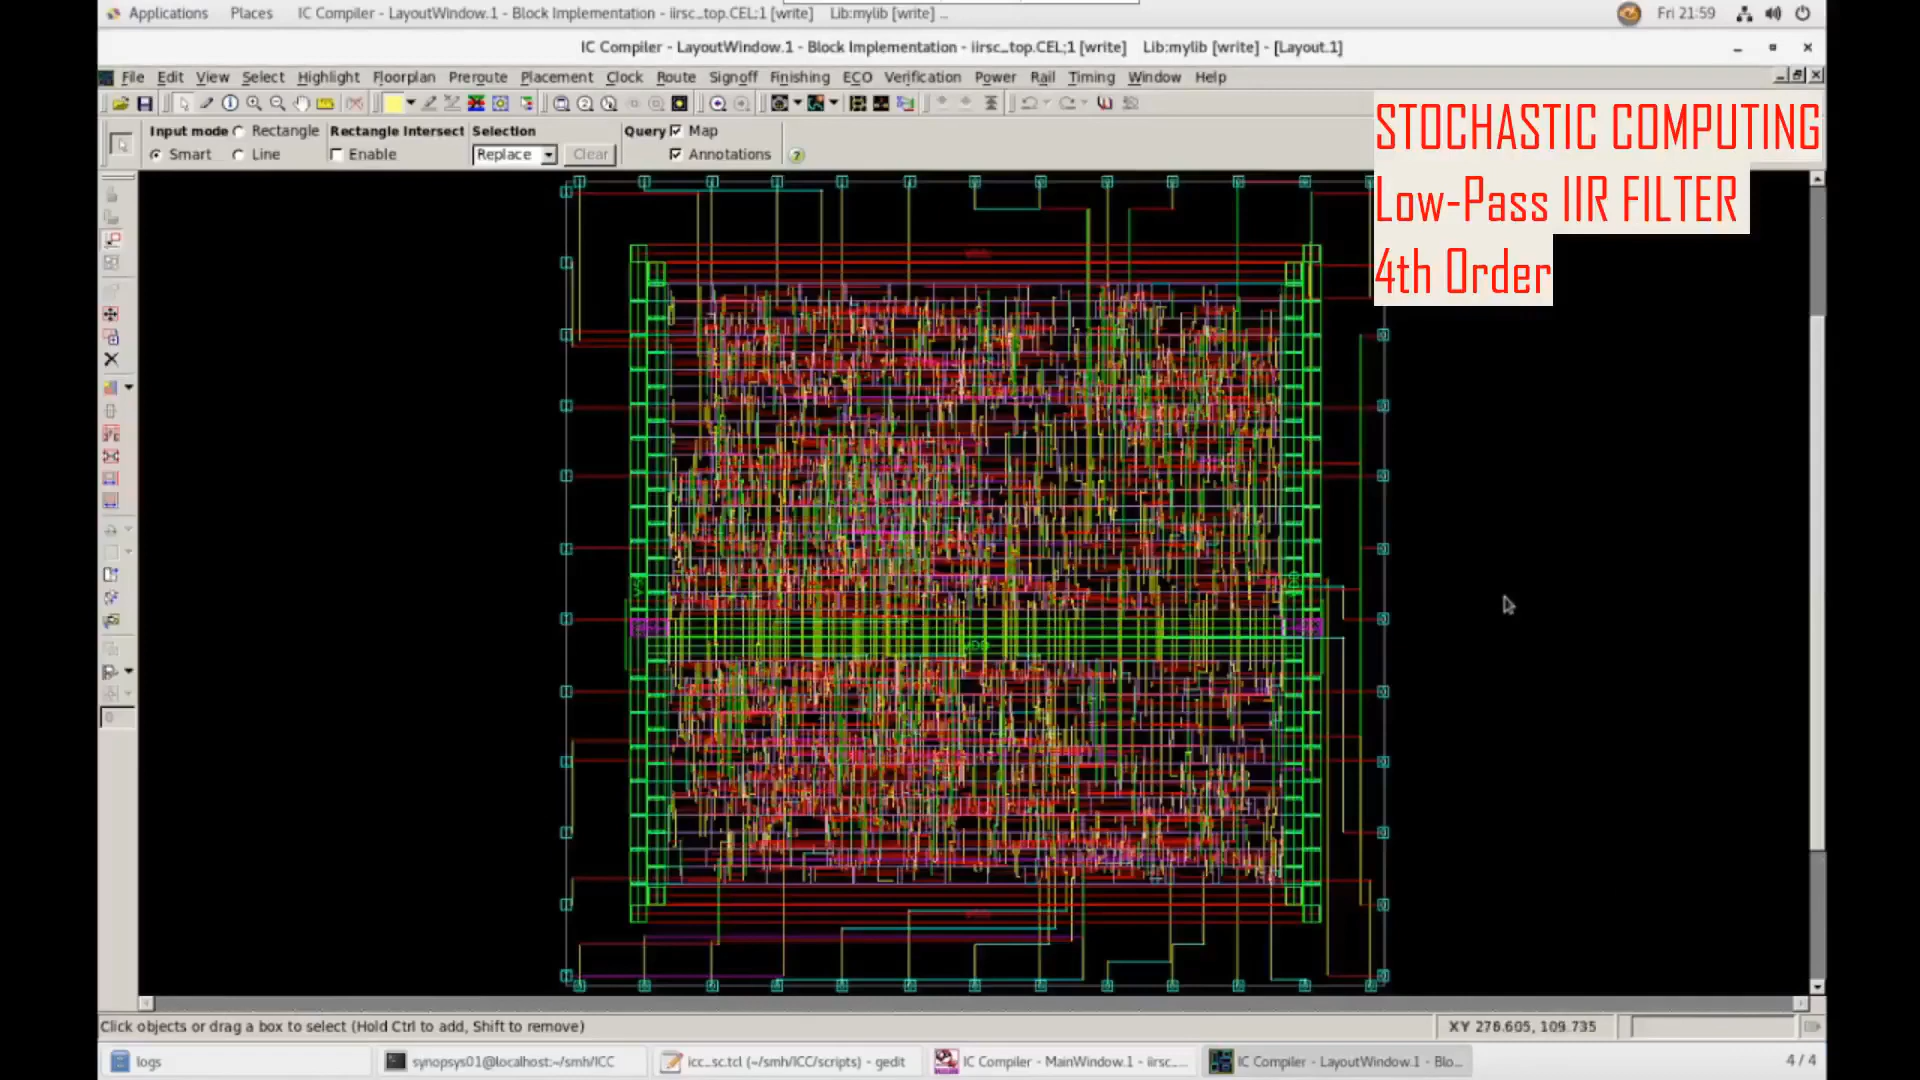 Applications Places IC Compiler - LayoutWindow.1 - Block Implementation - iirsc_top.CEL;1 [write] Lib:mylib [write] ... Fri 21:59
IC Compiler - LayoutWindow.1 - Block Implementation - iirsc_top.CEL;1 [write] Lib:mylib [write] - [Layout.1]
File Edit View Select Highlight Floorplan Preroute Placement Clock Route Signoff Finishing ECO Verification Power Rail Timing Window Help
Input mode Rectangle Rectangle Intersect Selection Query Map
Smart Line Enable Replace Clear Annotations
STOCHASTIC COMPUTING
Low-Pass IIR FILTER
4th Order
VDD
Click objects or drag a box to select (Hold Ctrl to add, Shift to remove) XY 276.605, 109.735
logs synopsys01@localhost:~/smh/ICC icc_sc.tcl (~/smh/ICC/scripts) - gedit IC Compiler - MainWindow.1 - iirsc_... IC Compiler - LayoutWindow.1 - Blo... 4 / 4